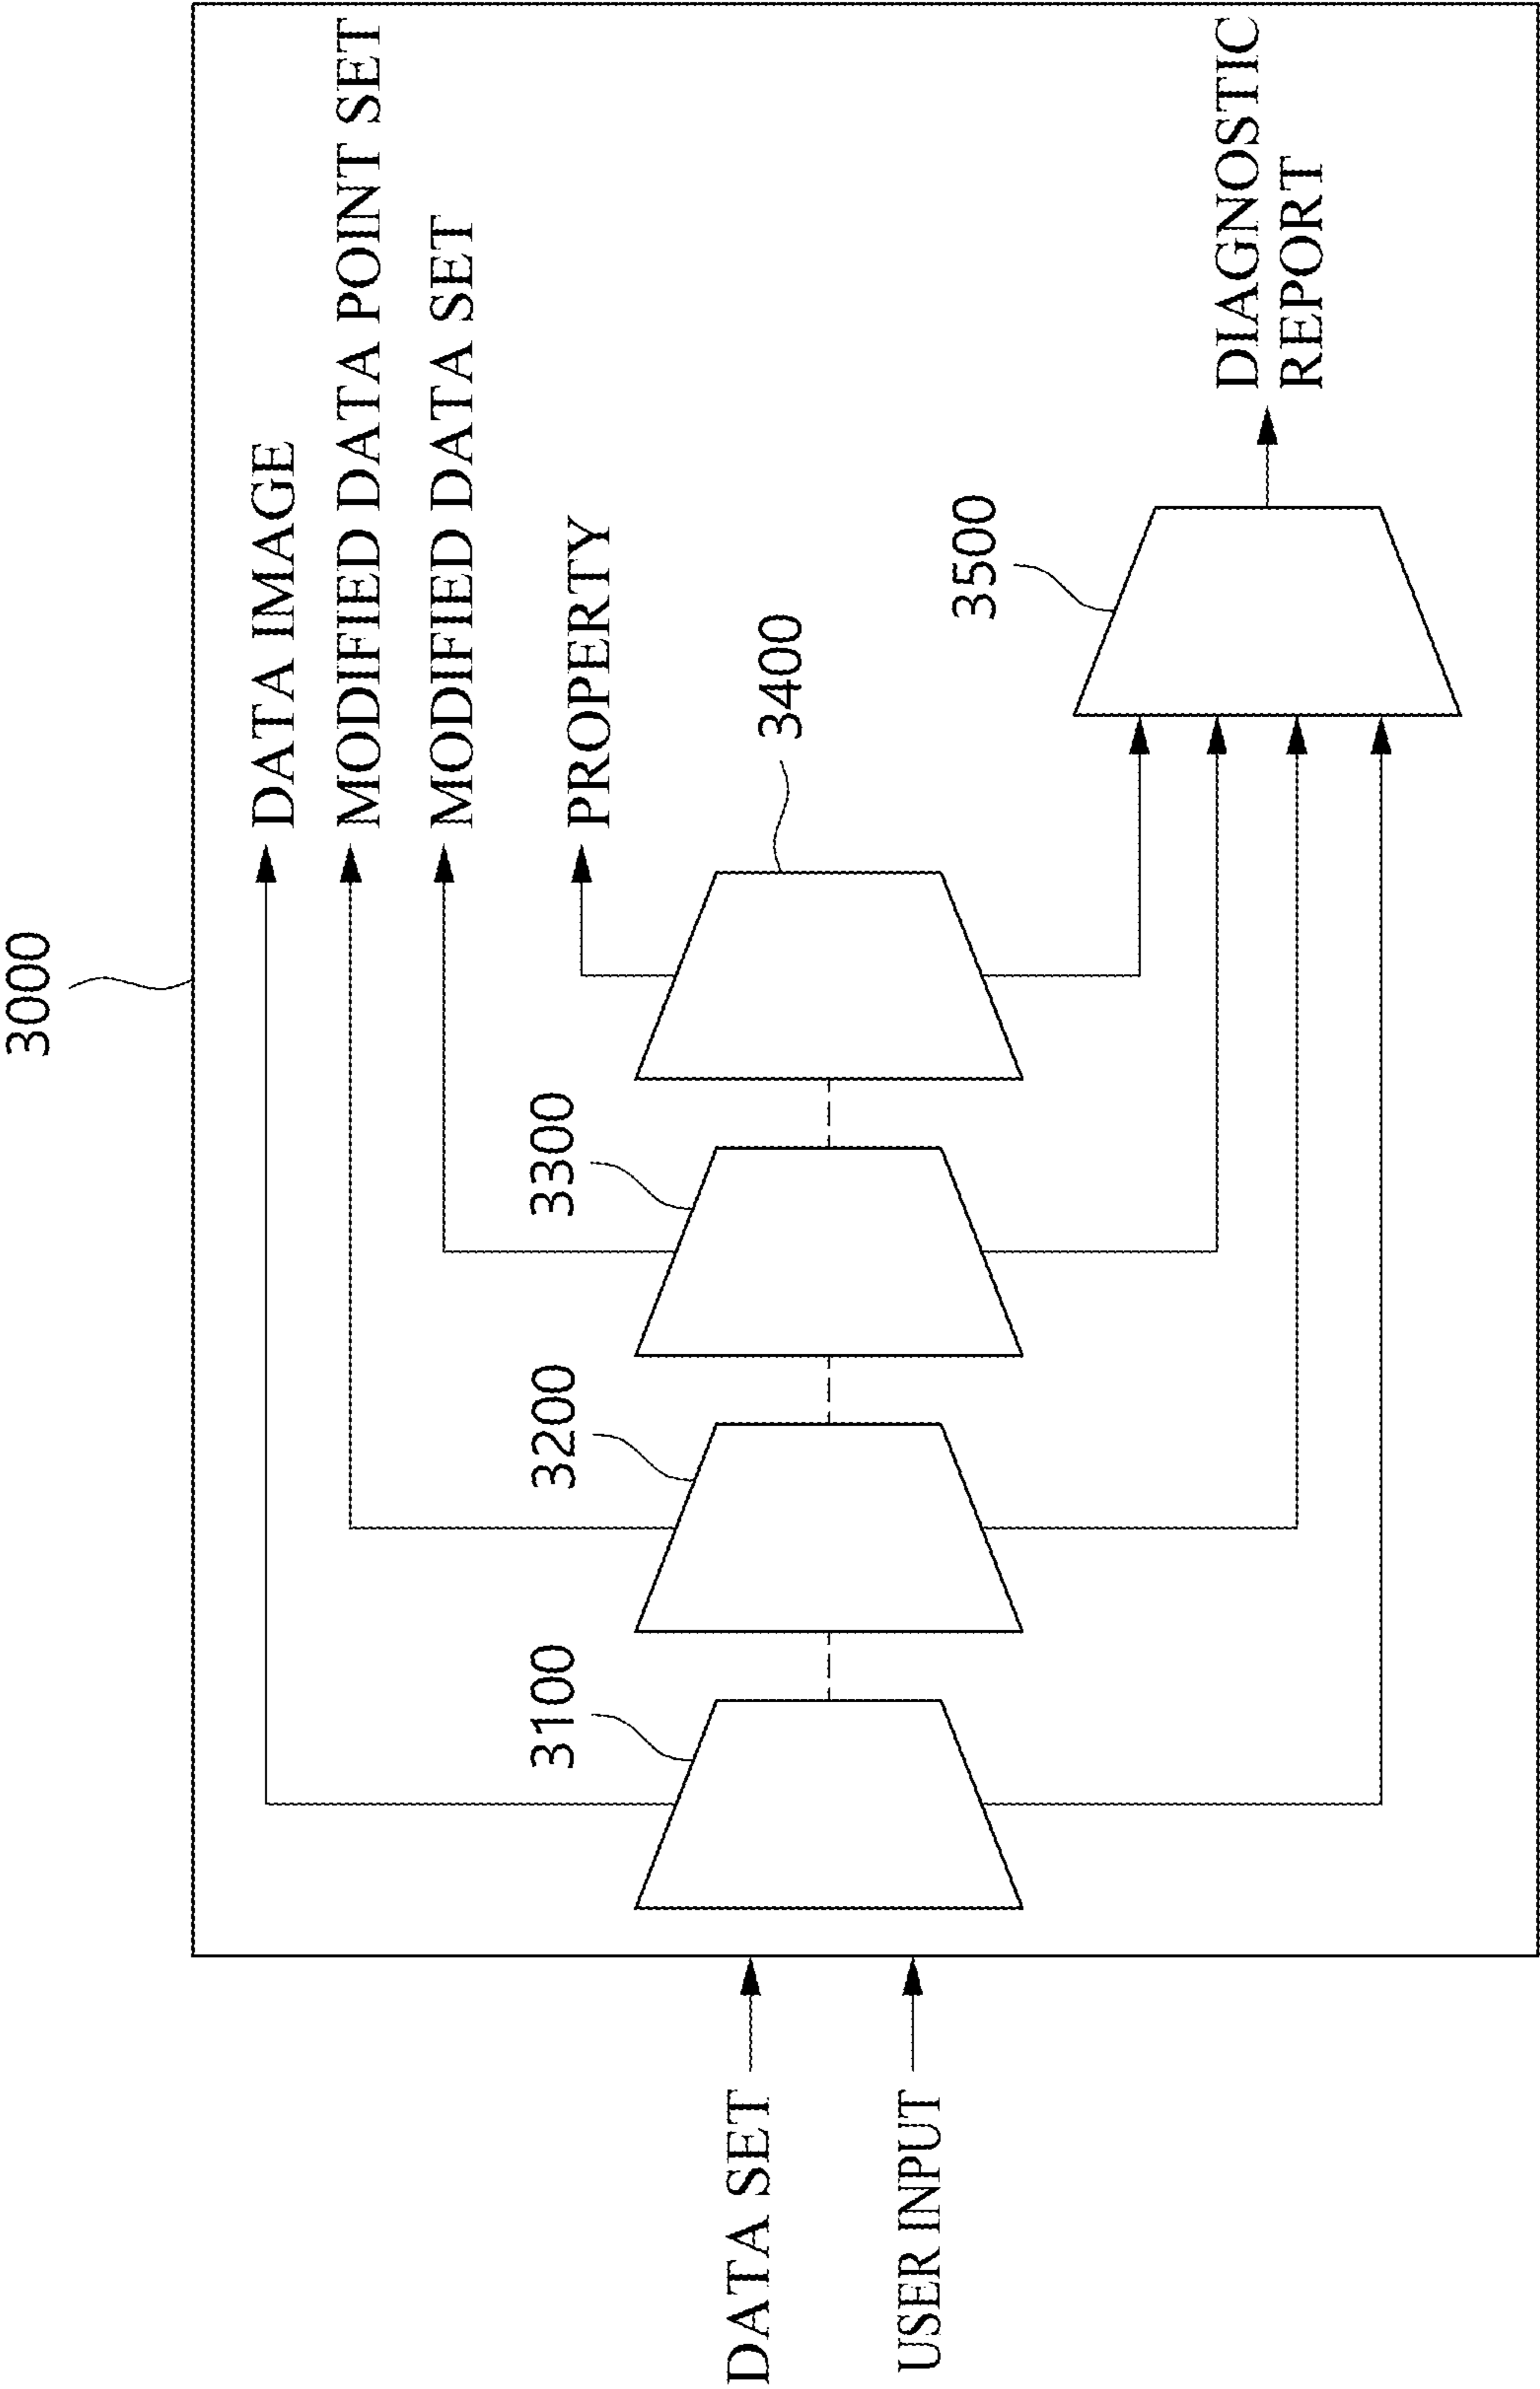 3000
DATA IMAGE
MODIFIED DATA POINT SET
MODIFIED DATA SET
PROPERTY
3100
3200
3300
3400
DATA SET
USER INPUT
3500
DIAGNOSTIC
REPORT